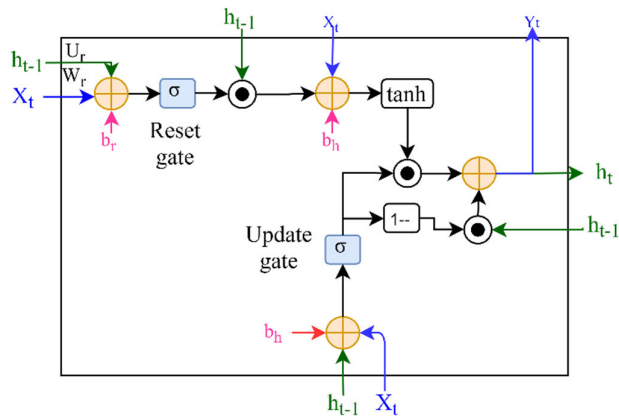 h_{t-1}
X_t
Y_t
U_r
h_{t-1}
W_r
X_t
σ
tanh
b_r
Reset
gate
b_h
h_t
1--
Update
gate
σ
h_{t-1}
b_h
h_{t-1}
X_t